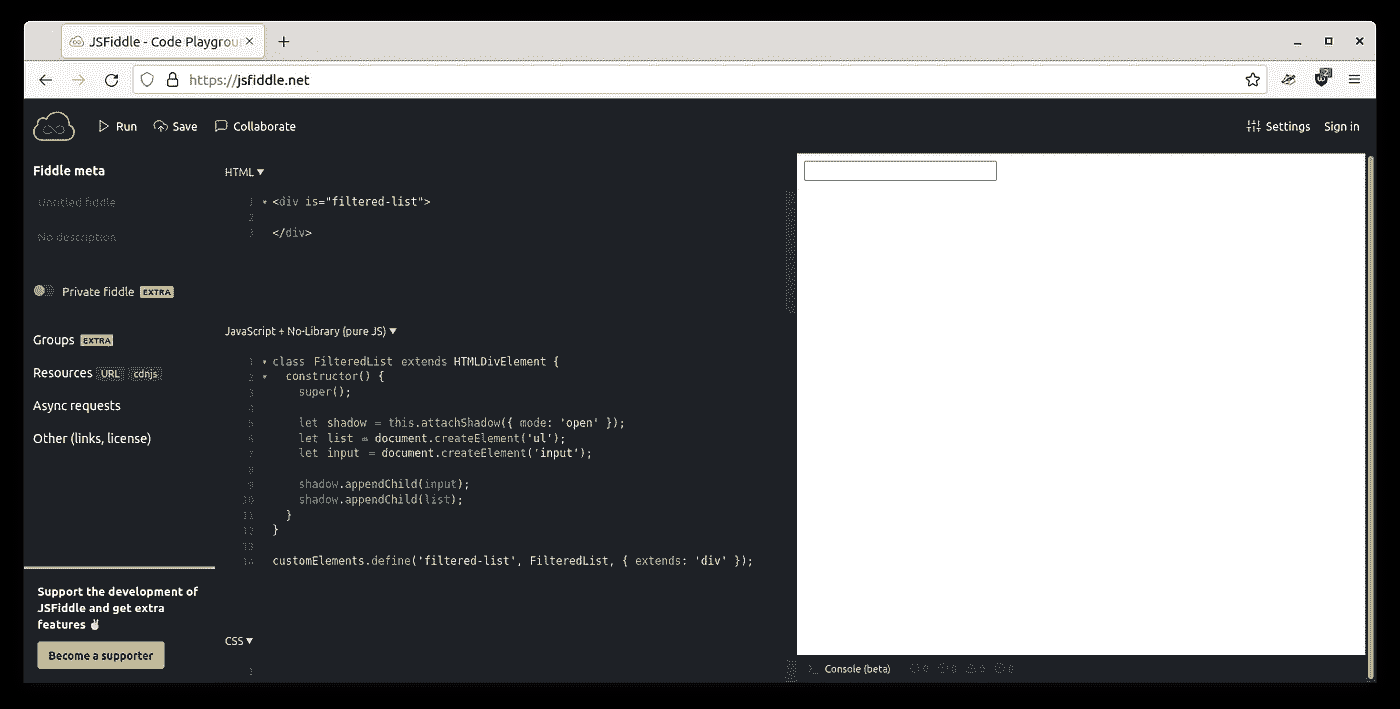 JSFiddle - Code Playgrou
https://jsfiddle.net
Run Save Collaborate Settings Sign in
Fiddle meta
Untitled fiddle
No description
Private fiddle EXTRA
Groups EXTRA
Resources URL cdnjs
Async requests
Other (links, license)
Support the development of
JSFiddle and get extra
features
Become a supporter
HTML
1 <div is="filtered-list">
2
3 </div>
JavaScript + No-Library (pure JS)
1 class FilteredList extends HTMLDivElement {
2 constructor() {
3 super();
4
5 let shadow = this.attachShadow({ mode: 'open' });
6 let list = document.createElement('ul');
7 let input = document.createElement('input');
8
9 shadow.appendChild(input);
10 shadow.appendChild(list);
11 }
12 }
13
14 customElements.define('filtered-list', FilteredList, { extends: 'div' });
CSS
1
Console (beta)